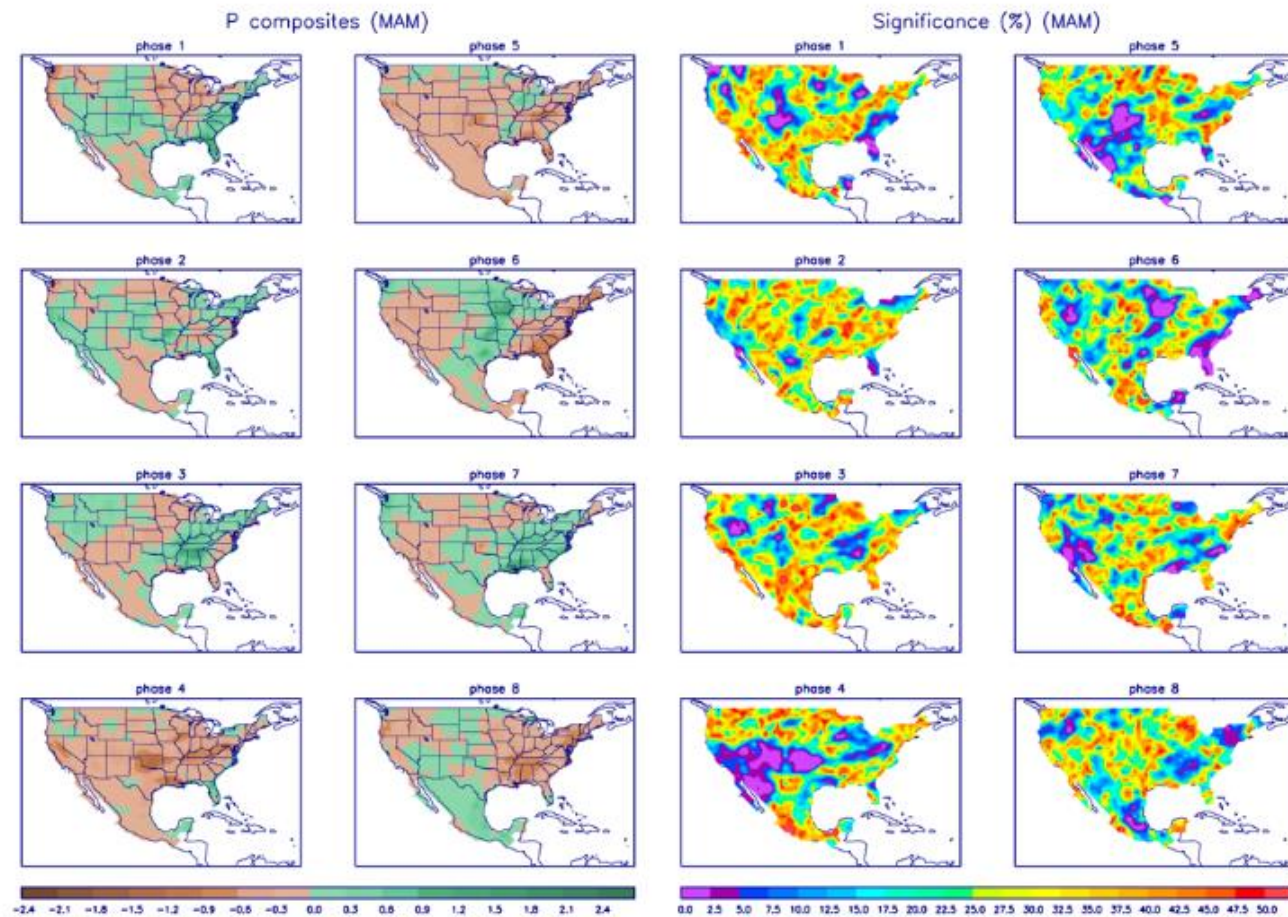 P composites (MAM)
Significance (%) (MAM)
phase 1
phase 5
phase 1
phase 5
phase 2
phase 6
phase 2
phase 6
phase 3
phase 7
phase 3
phase 7
phase 4
phase 8
phase 4
phase 8
-2.4 -2.1 -1.8 -1.5 -1.2 -0.9 -0.6 -0.3 0.0 0.3 0.6 0.9 1.2 1.5 1.8 2.1 2.4
0.0 2.5 5.0 7.5 10.0 12.5 15.0 17.5 20.0 22.5 25.0 27.5 30.0 32.5 35.0 37.5 40.0 42.5 45.0 47.5 50.0